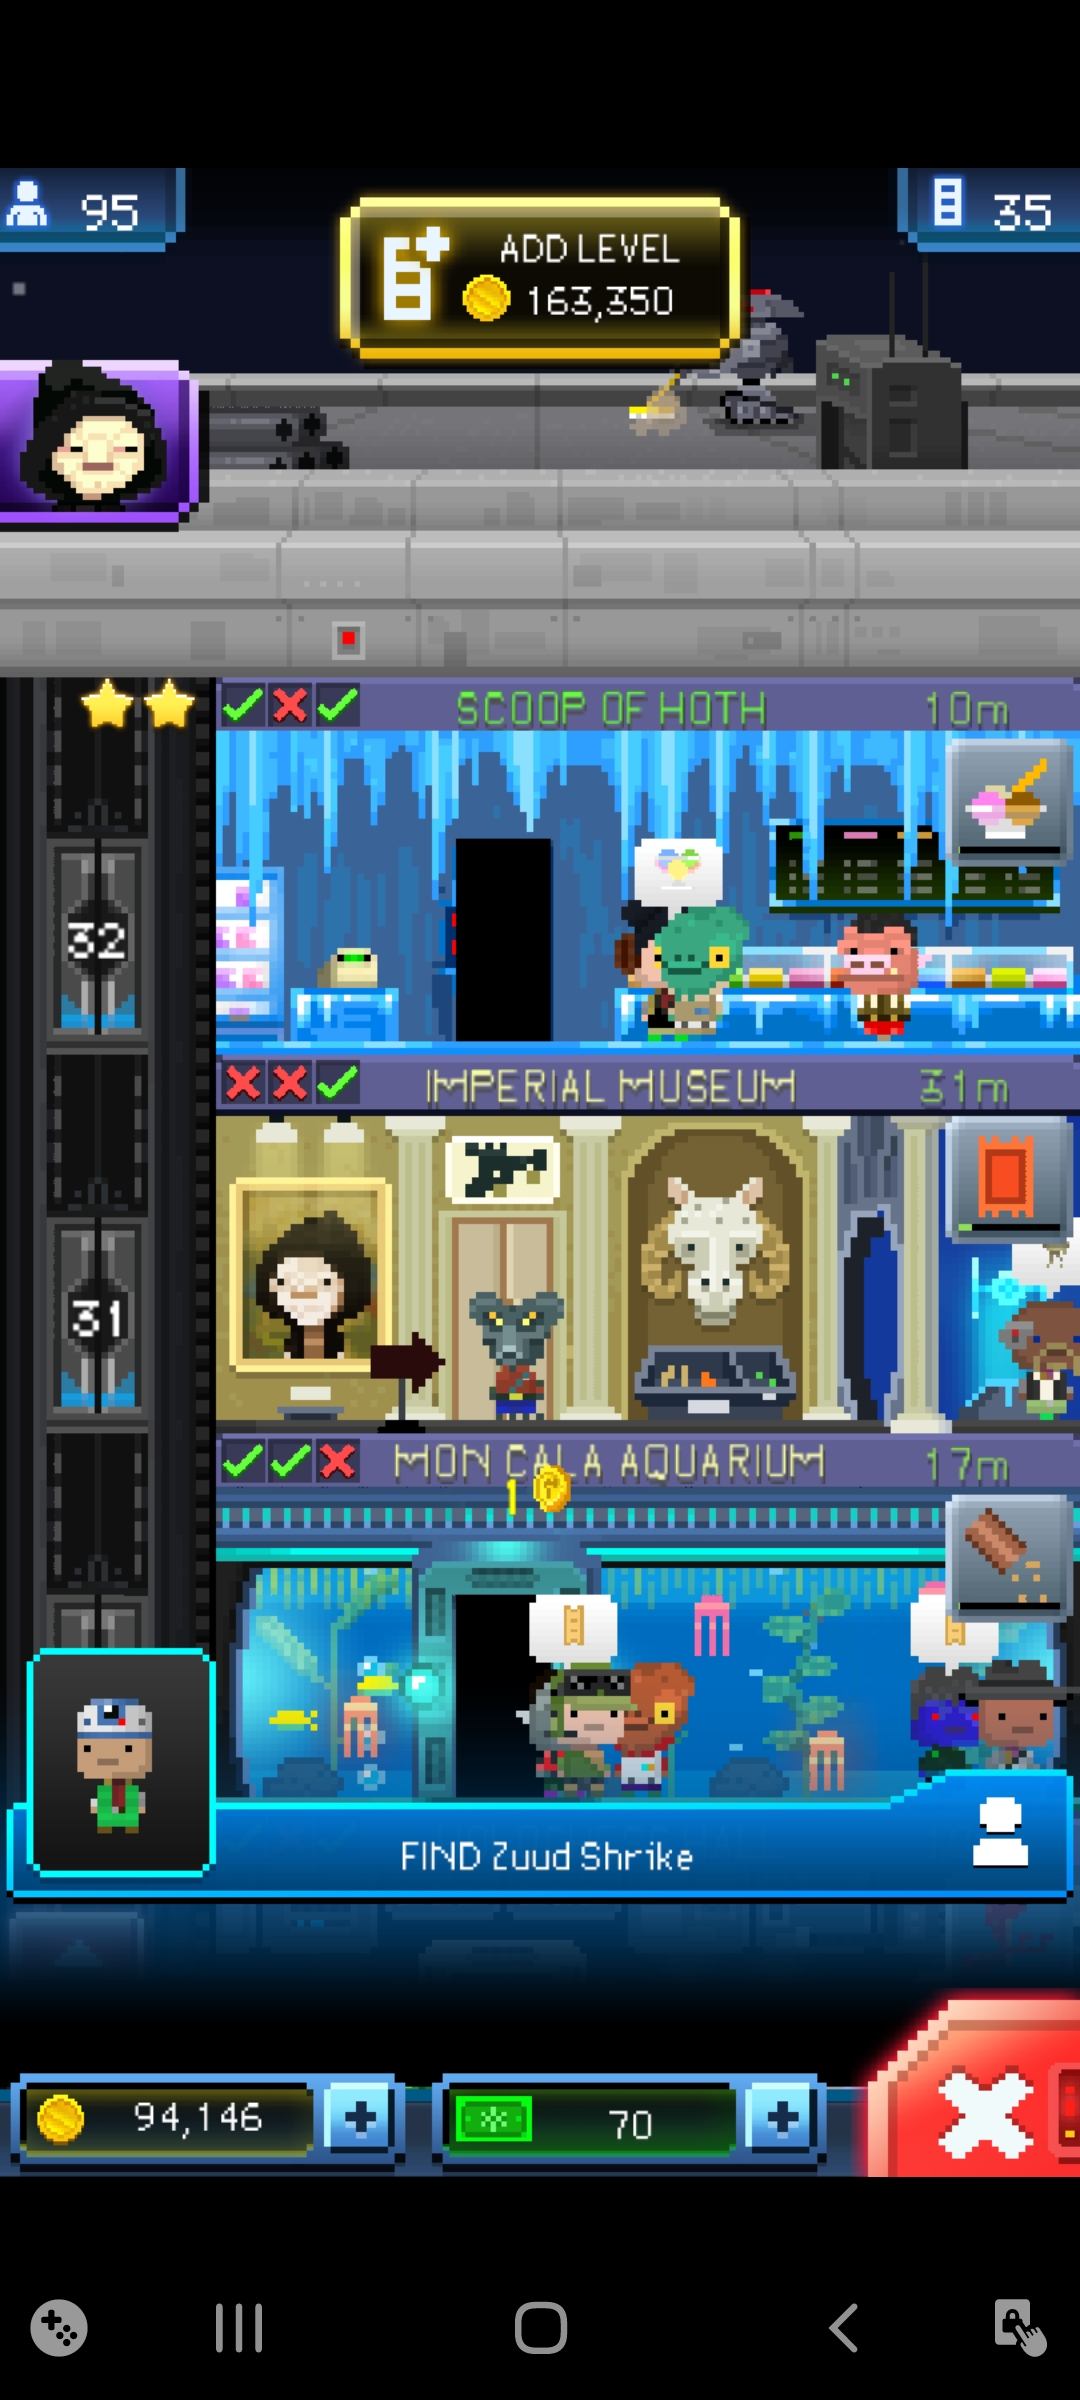 95
ADD LEVEL
163,350
35
SCOOP OF HOTH 10m
32
IMPERIAL MUSEUM 31m
31
MON CALA AQUARIUM 17m
1
FIND Zuud Shrike
94,146
70